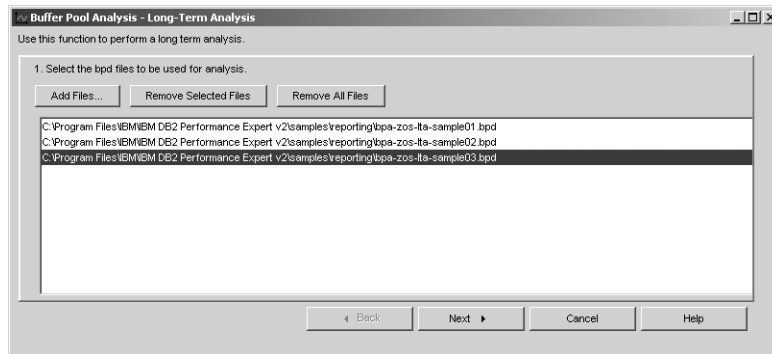 Buffer Pool Analysis - Long-Term Analysis
Use this function to perform a long term analysis.
1. Select the bpd files to be used for analysis.
Add Files... Remove Selected Files Remove All Files
C:\Program Files\IBM\IBM DB2 Performance Expert v2\samples\reporting\bpa-zos-lta-sample01.bpd
C:\Program Files\IBM\IBM DB2 Performance Expert v2\samples\reporting\bpa-zos-lta-sample02.bpd
C:\Program Files\IBM\IBM DB2 Performance Expert v2\samples\reporting\bpa-zos-lta-sample03.bpd
Back Next Cancel Help